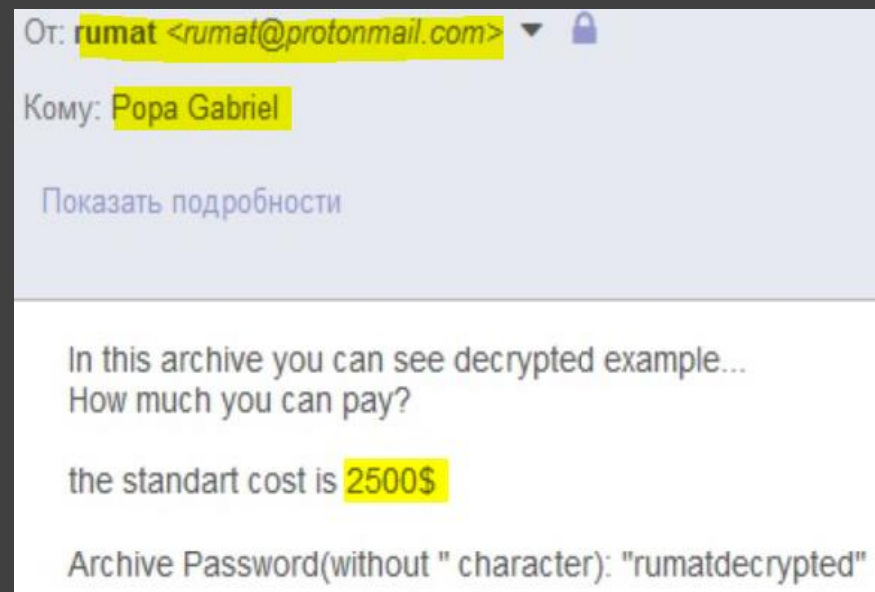 От: rumat <rumat@protonmail.com>
Кому: Popa Gabriel
Показать подробности
In this archive you can see decrypted example...
How much you can pay?
the standart cost is 2500$
Archive Password(without " character): "rumatdecrypted"